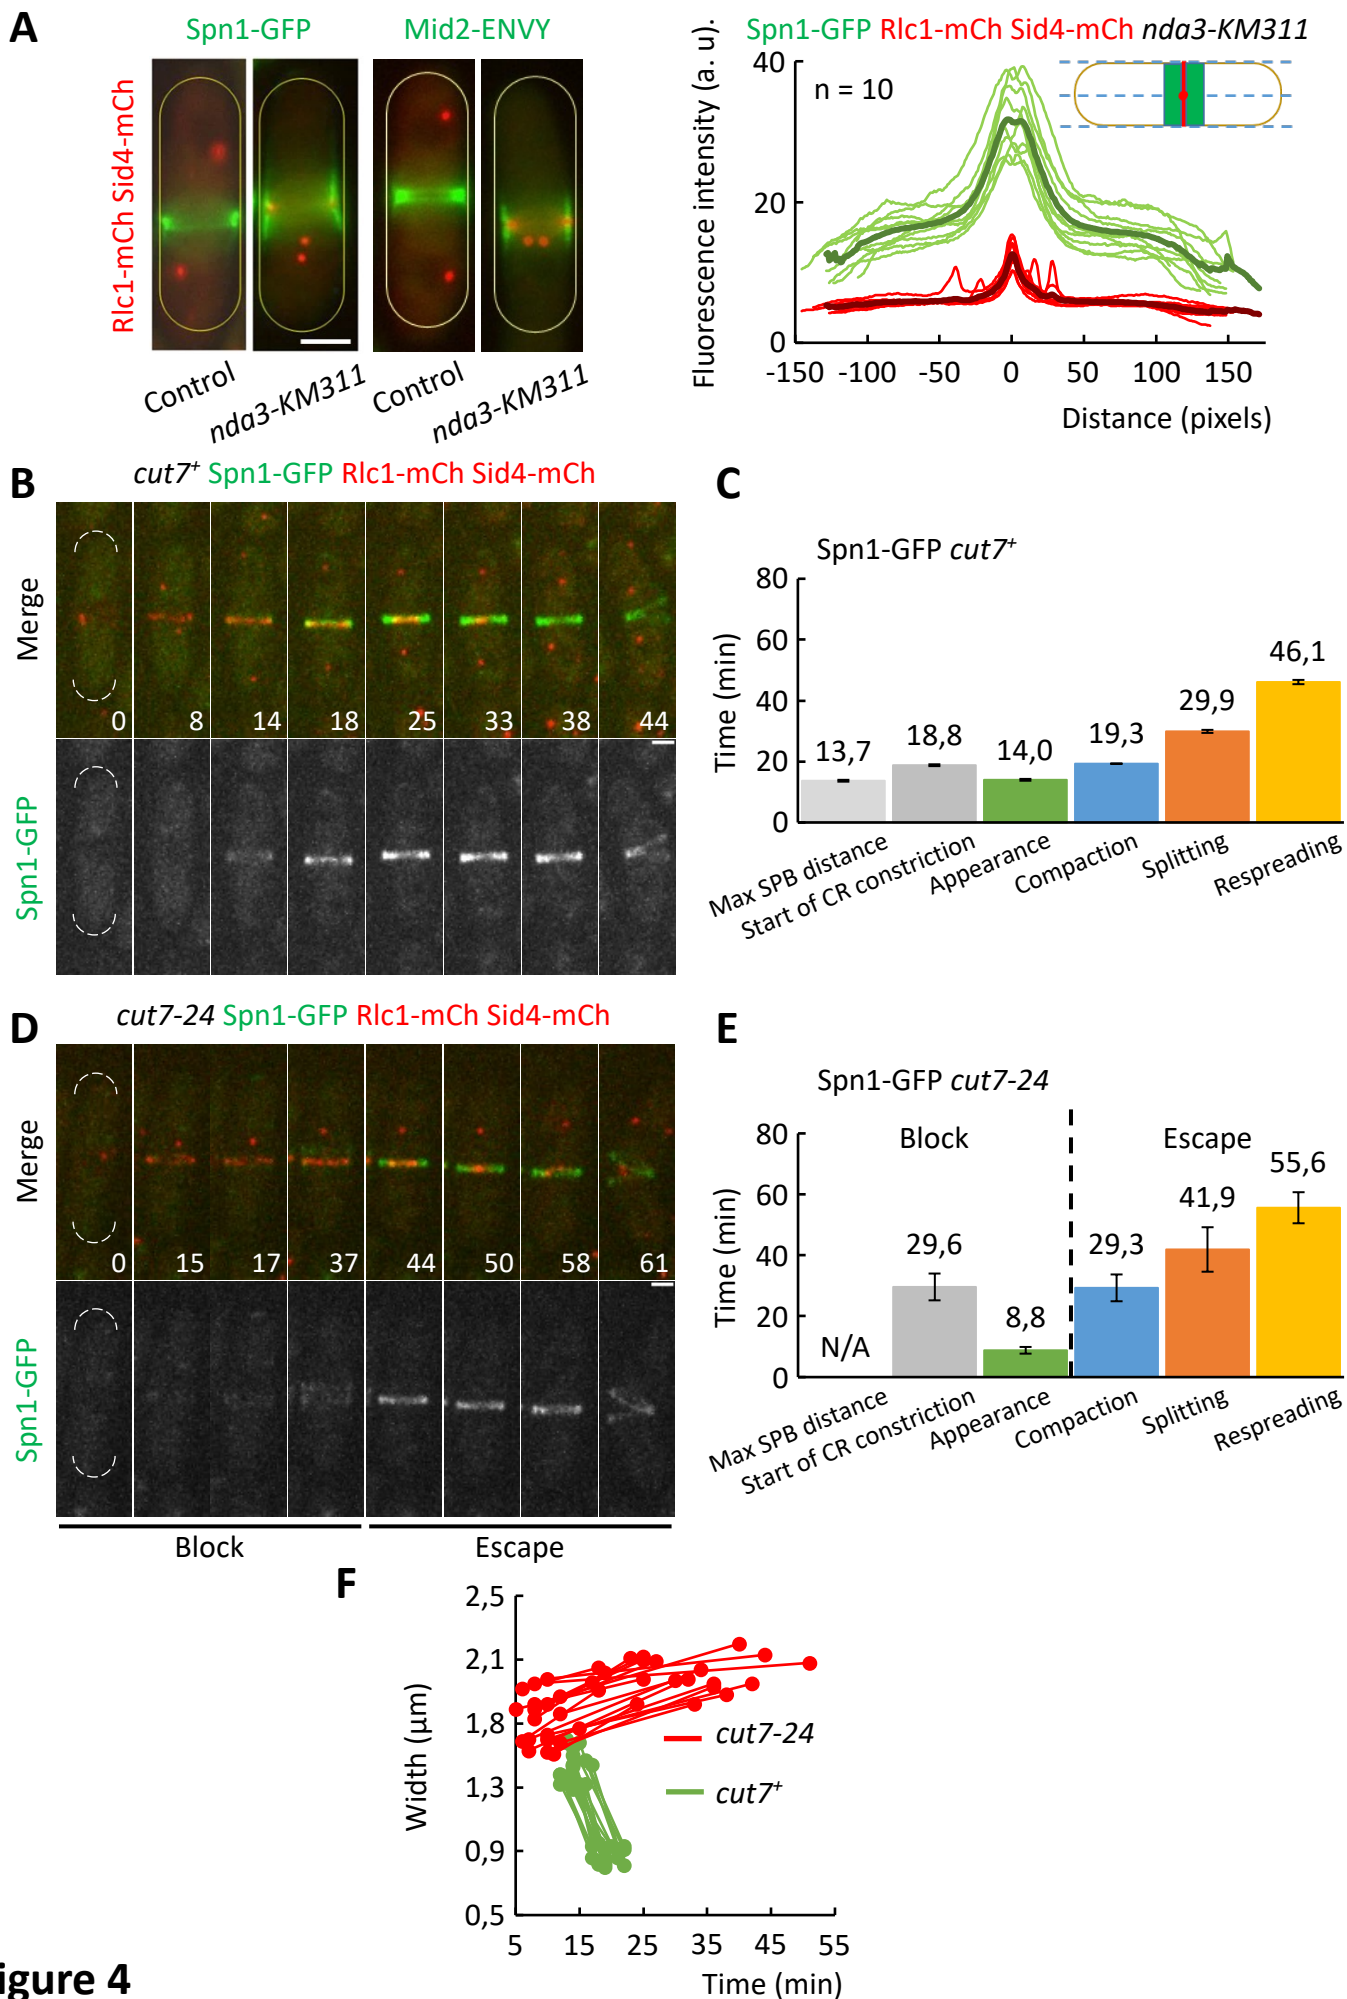 A
Spn1-GFP Mid2-ENVY
Rlc1-mCh Sid4-mCh
Control
nda3-KM311
Control
nda3-KM311
Spn1-GFP Rlc1-mCh Sid4-mCh nda3-KM311
Fluorescence intensity (a. u).
n = 10
40
20
0
-150 -100 -50 0 50 100 150
Distance (pixels)
B
cut7+ Spn1-GFP Rlc1-mCh Sid4-mCh
Merge
0 8 14 18 25 33 38 44
Spn1-GFP
C
Spn1-GFP cut7+
Time (min)
80
60
40
20
0
13,7 18,8 14,0 19,3 29,9 46,1
Max SPB distance
Start of CR constriction
Appearance
Compaction
Splitting
Respreading
D
cut7-24 Spn1-GFP Rlc1-mCh Sid4-mCh
Merge
0 15 17 37 44 50 58 61
Spn1-GFP
Block Escape
E
Spn1-GFP cut7-24
Block Escape
Time (min)
80
60
40
20
0
N/A 29,6 8,8 29,3 41,9 55,6
Max SPB distance
Start of CR constriction
Appearance
Compaction
Splitting
Respreading
F
Width (μm)
2,5
2,1
1,8
1,3
0,9
0,5
cut7-24
cut7+
5 15 25 35 45 55
Time (min)
igure 4